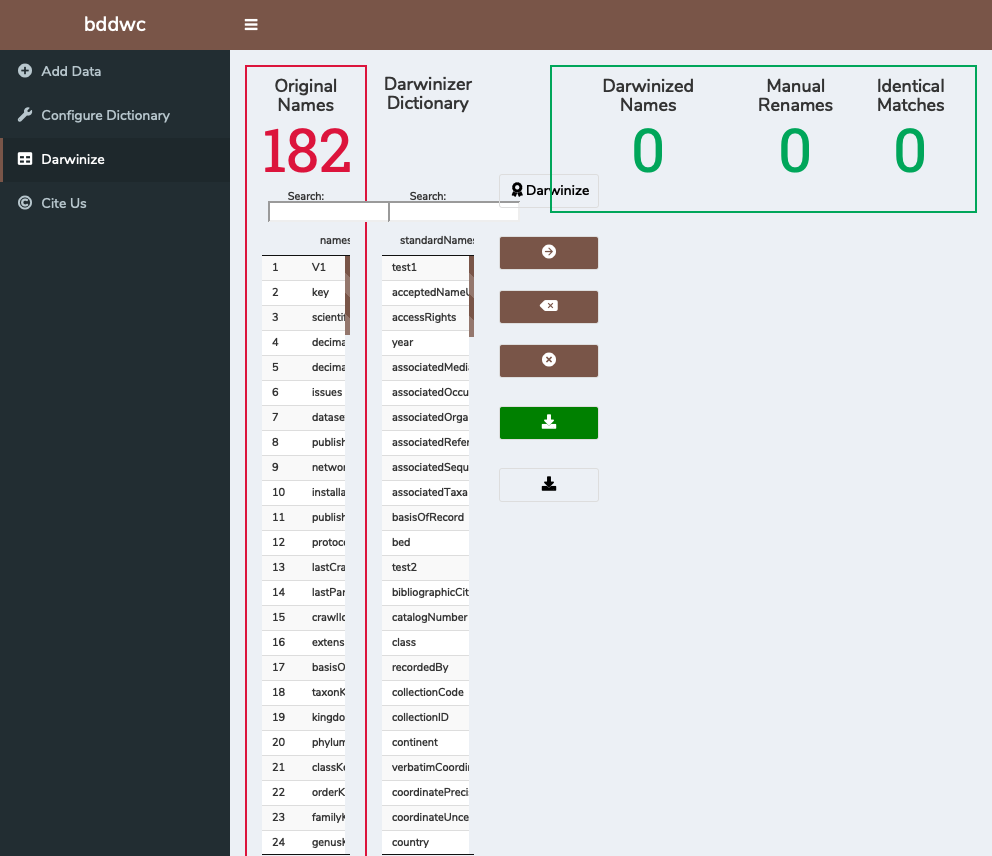 bddwc
Add Data
Configure Dictionary
Darwinize
Cite Us
Original
Names
182
Search:
names
1 V1
2 key
3 scientif
4 decima
5 decima
6 issues
7 datase
8 publish
9 networ
10 installa
11 publish
12 protoco
13 lastCra
14 lastPar
15 crawlId
16 extens
17 basisO
18 taxonK
19 kingdo
20 phylum
21 classKe
22 orderK
23 familyK
24 genusK
Darwinizer
Dictionary
Search:
standardNames
test1
acceptedNameU
accessRights
year
associatedMedi
associatedOccu
associatedOrga
associatedRefer
associatedSequ
associatedTaxa
basisOfRecord
bed
test2
bibliographicCit
catalogNumber
class
recordedBy
collectionCode
collectionID
continent
verbatimCoordi
coordinatePreci
coordinateUnce
country
Darwinize
Darwinized
Names
0
Manual
Renames
0
Identical
Matches
0